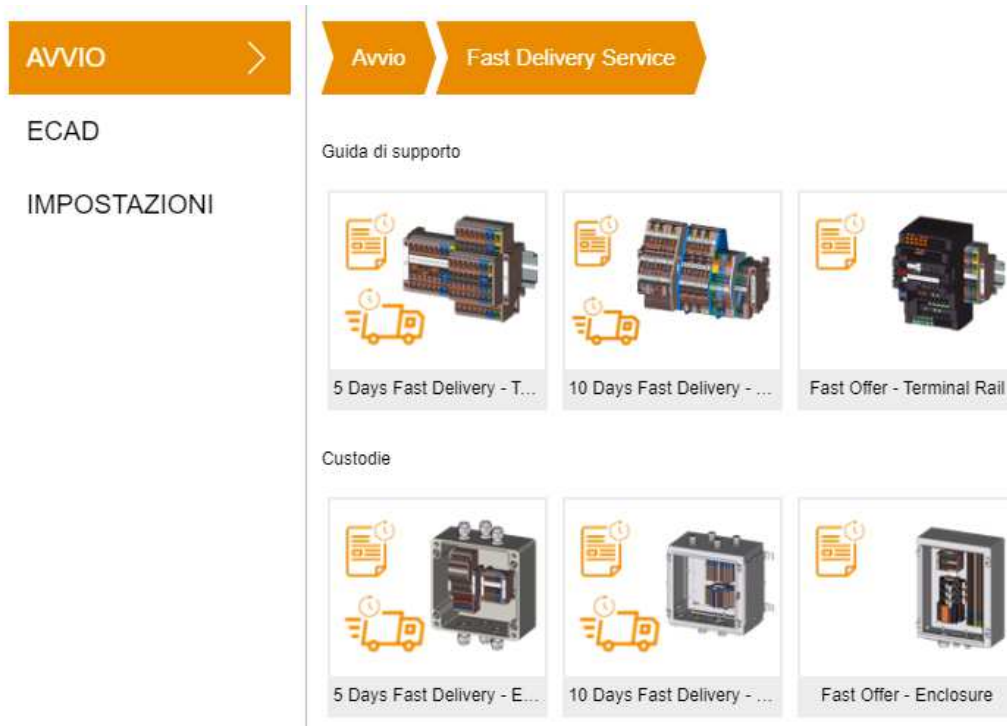 AVVIO
ECAD
IMPOSTAZIONI
Avvio
Fast Delivery Service
Guida di supporto
5 Days Fast Delivery - T...
10 Days Fast Delivery - ...
Fast Offer - Terminal Rail
Custodie
5 Days Fast Delivery - E...
10 Days Fast Delivery - ...
Fast Offer - Enclosure